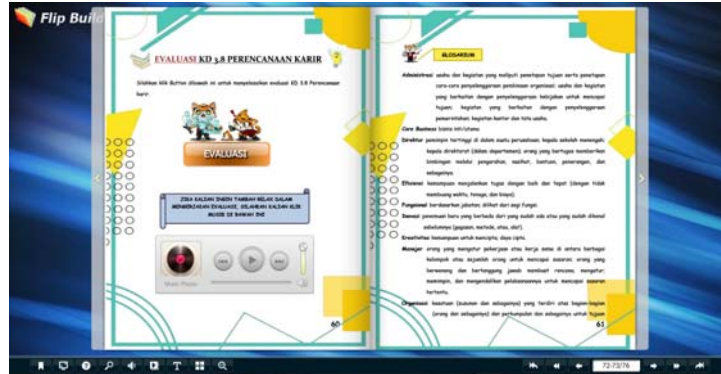 Flip Build
EVALUASI KD 3.8 PERENCANAAN KARIR
Silahkan klik Button dibawah ini untuk menyelesaikan evaluasi KD 3.8 Perencanaan
karir.
EVALUASI
JIKA KALIAN INGIN TAMBAH RELAX DALAM
MENGERJAKAN EVALUASI, SILAHKAN KALIAN KLIK
MUSIK DI BAWAH INI
Music Player
60
GLOSARIUM
Administrasi usaha dan kegiatan yang meliputi penetapan tujuan serta penetapan
cara-cara penyelenggaraan pembinaan organisasi; usaha dan kegiatan
yang berkaitan dengan penyelenggaraan kebijakan untuk mencapai
tujuan; kegiatan yang berkaitan dengan penyelenggaraan
pemerintahan; kegiatan kantor dan tata usaha.
Core Business bisnis inti/utama
Direktur pemimpin tertinggi di dalam suatu perusahaan; kepala sekolah menengah;
kepala direktorat (dalam departemen); orang yang bertugas memberikan
bimbingan melalui pengarahan, nasihat, bantuan, penerangan, dan
sebagainya.
Efisiensi kemampuan menjalankan tugas dengan baik dan tepat (dengan tidak
membuang waktu, tenaga, dan biaya).
Fungsional berdasarkan jabatan; dilihat dari segi fungsi.
Inovasi penemuan baru yang berbeda dari yang sudah ada atau yang sudah dikenal
sebelumnya (gagasan, metode, atau, alat).
Kreativitas kemampuan untuk mencipta; daya cipta.
Manajer orang yang mengatur pekerjaan atau kerja sama di antara berbagai
kelompok atau sejumlah orang untuk mencapai sasaran; orang yang
berwenang dan bertanggung jawab membuat rencana, mengatur,
memimpin, dan mengendalikan pelaksanaannya untuk mencapai sasaran
tertentu.
Organisasi kesatuan (susunan dan sebagainya) yang terdiri atas bagian-bagian
(orang dan sebagainya) dan perkumpulan dan sebagainya untuk tujuan
61
72-73/76